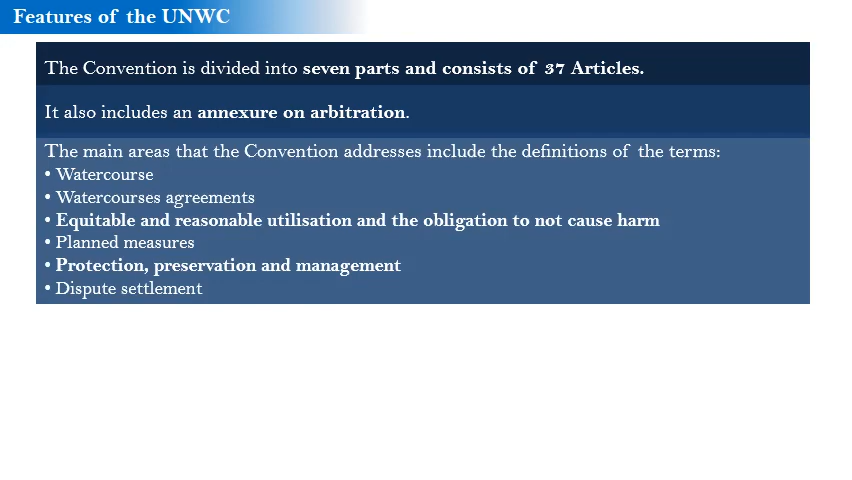 Features of the UNWC
The Convention is divided into seven parts and consists of 37 Articles.
It also includes an annexure on arbitration.
The main areas that the Convention addresses include the definitions of the terms:
• Watercourse
• Watercourses agreements
• Equitable and reasonable utilisation and the obligation to not cause harm
• Planned measures
• Protection, preservation and management
• Dispute settlement